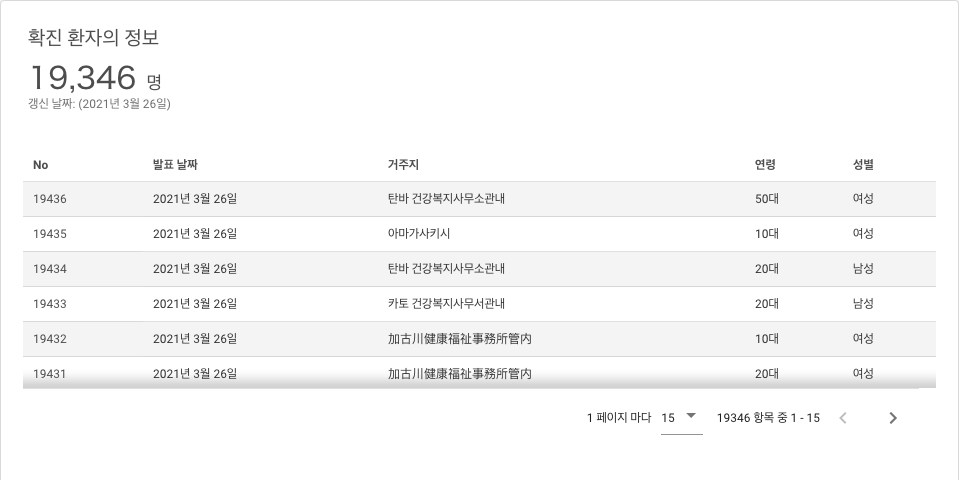 확진 환자의 정보
19,346 명
갱신 날짜: (2021년 3월 26일)
No 발표 날짜 거주지 연령 성별
19436 2021년 3월 26일 탄바 건강복지사무소관내 50대 여성
19435 2021년 3월 26일 아마가사키시 10대 여성
19434 2021년 3월 26일 탄바 건강복지사무소관내 20대 남성
19433 2021년 3월 26일 카토 건강복지사무서관내 20대 남성
19432 2021년 3월 26일 加古川健康福祉事務所管内 10대 여성
19431 2021년 3월 26일 加古川健康福祉事務所管内 20대 여성
1 페이지 마다 15 19346 항목 중 1 - 15